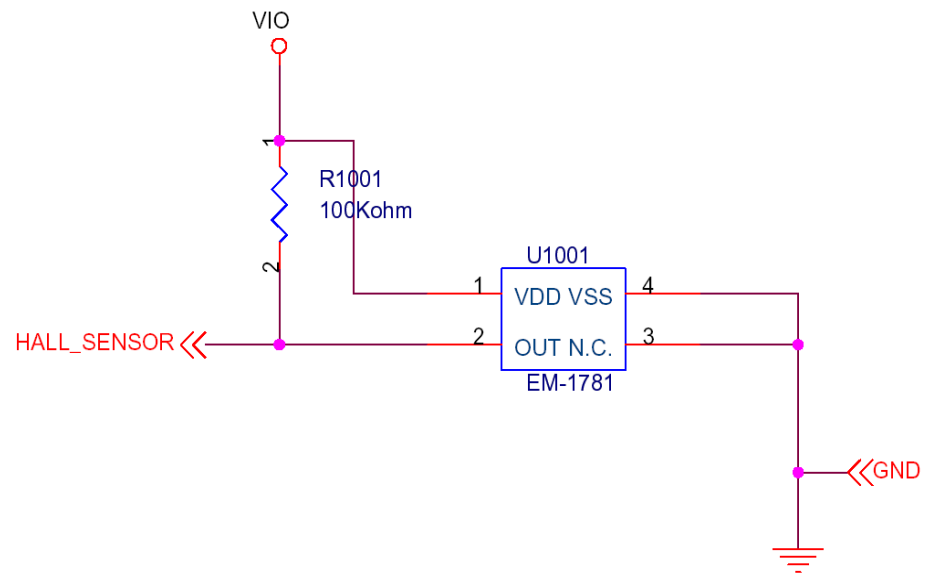 VIO
1
R1001
100Kohm
2
U1001
1
VDD VSS
4
HALL_SENSOR
2
OUT N.C.
3
EM-1781
GND